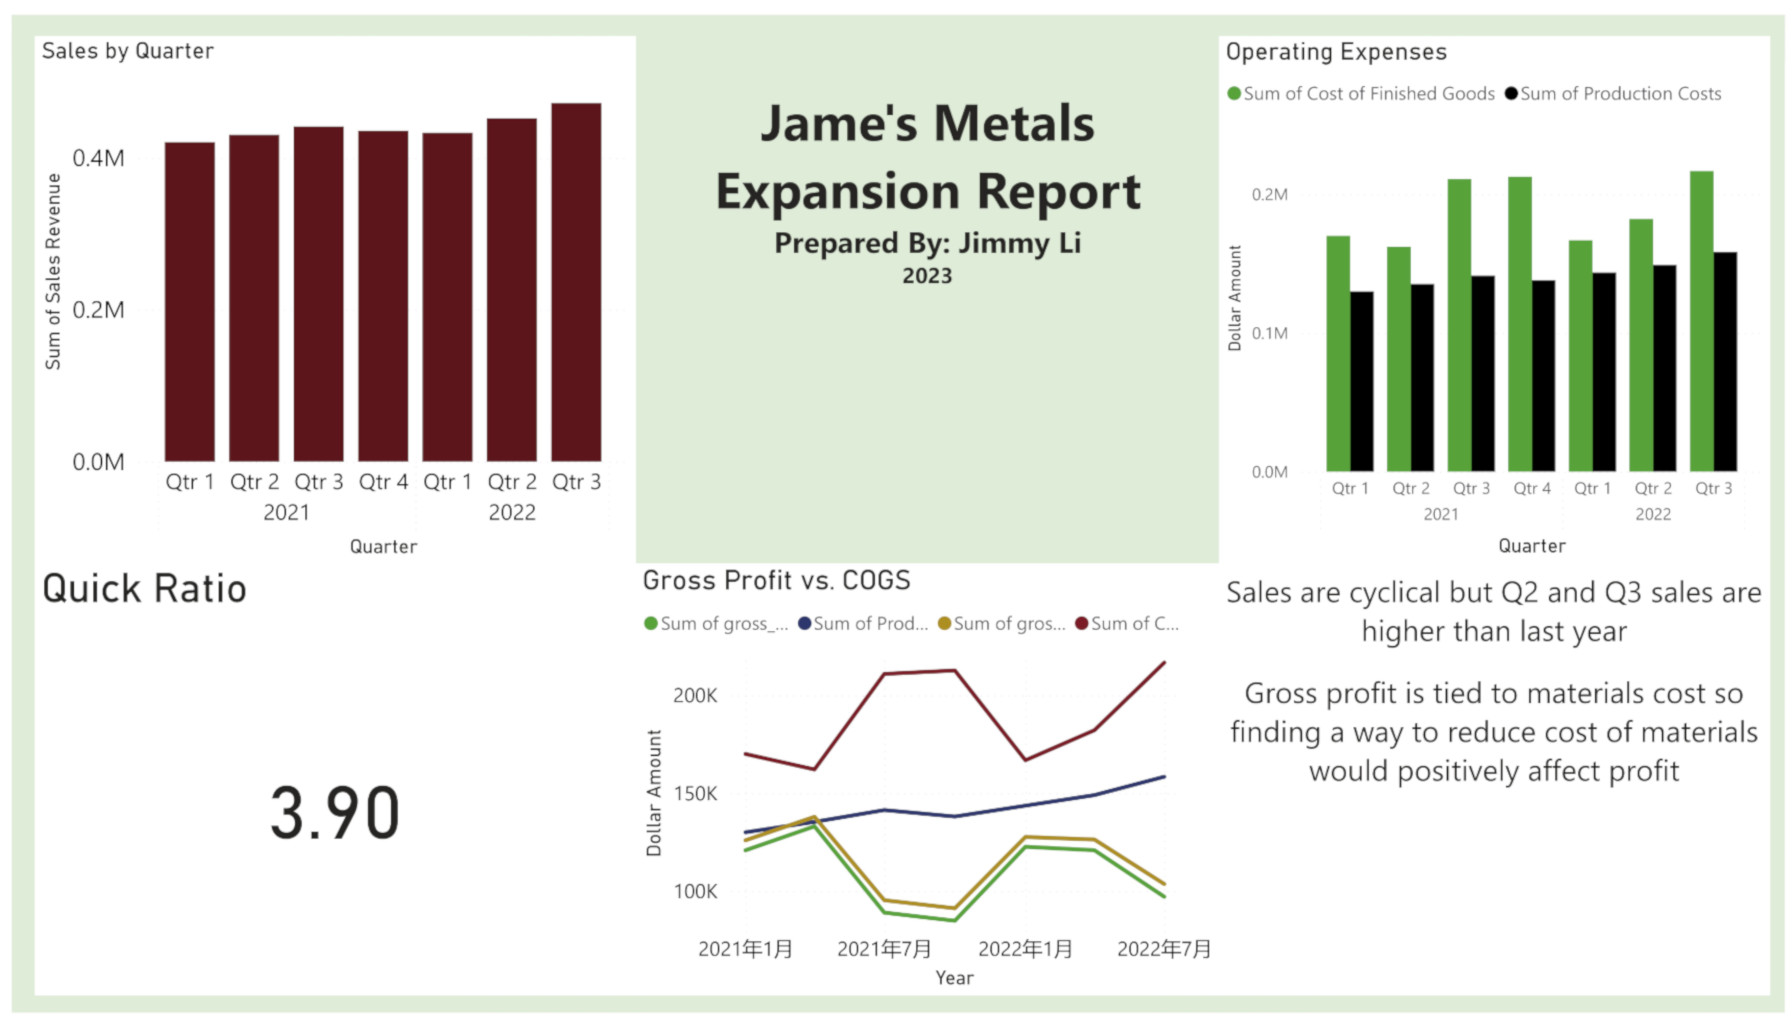 Sales by Quarter
Sum of Sales Revenue
0.4M
0.2M
0.0M
Qtr 1 Qtr 2 Qtr 3 Qtr 4 Qtr 1 Qtr 2 Qtr 3
2021 2022
Quarter
Jame's Metals
Expansion Report
Prepared By: Jimmy Li
2023
Operating Expenses
Sum of Cost of Finished Goods Sum of Production Costs
Dollar Amount
0.2M
0.1M
0.0M
Qtr 1 Qtr 2 Qtr 3 Qtr 4 Qtr 1 Qtr 2 Qtr 3
2021 2022
Quarter
Quick Ratio
3.90
Gross Profit vs. COGS
Sum of gross_... Sum of Prod... Sum of gros... Sum of C...
Dollar Amount
200K
150K
100K
2021年1月 2021年7月 2022年1月 2022年7月
Year
Sales are cyclical but Q2 and Q3 sales are
higher than last year
Gross profit is tied to materials cost so
finding a way to reduce cost of materials
would positively affect profit